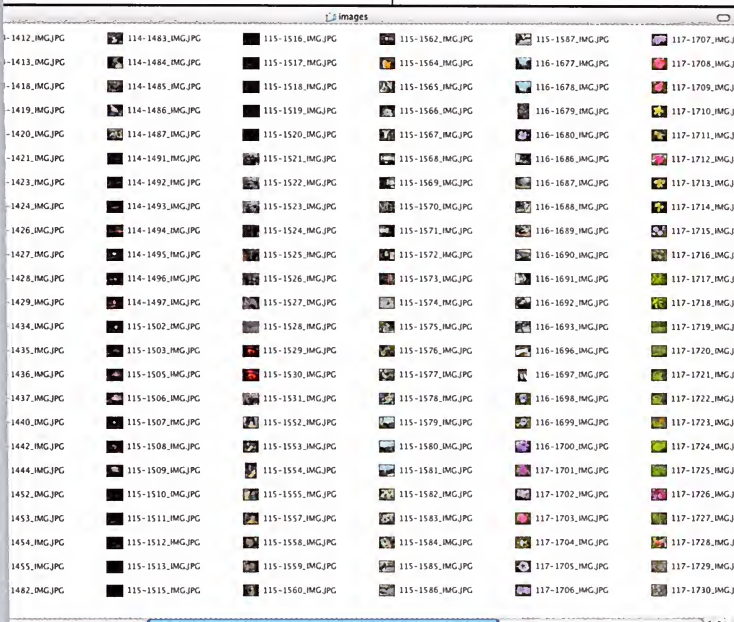 images
-1412_IMG.JPG 114-1483_IMG.JPG 115-1516_IMG.JPG 115-1562_IMG.JPG 115-1587_IMG.JPG 117-1707_IMG.J
-1413_IMG.JPG 114-1484_IMG.JPG 115-1517_IMG.JPG 115-1564_IMG.JPG 116-1677_IMG.JPG 117-1708_IMG.J
-1418_IMG.JPG 114-1485_IMG.JPG 115-1518_IMG.JPG 115-1565_IMG.JPG 116-1678_IMG.JPG 117-1709_IMG.J
-1419_IMG.JPG 114-1486_IMG.JPG 115-1519_IMG.JPG 115-1566_IMG.JPG 116-1679_IMG.JPG 117-1710_IMG.J
-1420_IMG.JPG 114-1487_IMG.JPG 115-1520_IMG.JPG 115-1567_IMG.JPG 116-1680_IMG.JPG 117-1711_IMG.J
-1421_IMG.JPG 114-1491_IMG.JPG 115-1521_IMG.JPG 115-1568_IMG.JPG 116-1686_IMG.JPG 117-1712_IMG.J
-1423_IMG.JPG 114-1492_IMG.JPG 115-1522_IMG.JPG 115-1569_IMG.JPG 116-1687_IMG.JPG 117-1713_IMG.J
-1424_IMG.JPG 114-1493_IMG.JPG 115-1523_IMG.JPG 115-1570_IMG.JPG 116-1688_IMG.JPG 117-1714_IMG.J
-1426_IMG.JPG 114-1494_IMG.JPG 115-1524_IMG.JPG 115-1571_IMG.JPG 116-1689_IMG.JPG 117-1715_IMG.J
-1427_IMG.JPG 114-1495_IMG.JPG 115-1525_IMG.JPG 115-1572_IMG.JPG 116-1690_IMG.JPG 117-1716_IMG.J
-1428_IMG.JPG 114-1496_IMG.JPG 115-1526_IMG.JPG 115-1573_IMG.JPG 116-1691_IMG.JPG 117-1717_IMG.J
-1429_IMG.JPG 114-1497_IMG.JPG 115-1527_IMG.JPG 115-1574_IMG.JPG 116-1692_IMG.JPG 117-1718_IMG.J
-1434_IMG.JPG 115-1502_IMG.JPG 115-1528_IMG.JPG 115-1575_IMG.JPG 116-1693_IMG.JPG 117-1719_IMG.J
-1435_IMG.JPG 115-1503_IMG.JPG 115-1529_IMG.JPG 115-1576_IMG.JPG 116-1696_IMG.JPG 117-1720_IMG.J
-1436_IMG.JPG 115-1505_IMG.JPG 115-1530_IMG.JPG 115-1577_IMG.JPG 116-1697_IMG.JPG 117-1721_IMG.J
-1437_IMG.JPG 115-1506_IMG.JPG 115-1531_IMG.JPG 115-1578_IMG.JPG 116-1698_IMG.JPG 117-1722_IMG.J
-1440_IMG.JPG 115-1507_IMG.JPG 115-1552_IMG.JPG 115-1579_IMG.JPG 116-1699_IMG.JPG 117-1723_IMG.J
-1442_IMG.JPG 115-1508_IMG.JPG 115-1553_IMG.JPG 115-1580_IMG.JPG 116-1700_IMG.JPG 117-1724_IMG.J
-1444_IMG.JPG 115-1509_IMG.JPG 115-1554_IMG.JPG 115-1581_IMG.JPG 117-1701_IMG.JPG 117-1725_IMG.J
1452_IMG.JPG 115-1510_IMG.JPG 115-1555_IMG.JPG 115-1582_IMG.JPG 117-1702_IMG.JPG 117-1726_IMG.J
1453_IMG.JPG 115-1511_IMG.JPG 115-1557_IMG.JPG 115-1583_IMG.JPG 117-1703_IMG.JPG 117-1727_IMG.J
1454_IMG.JPG 115-1512_IMG.JPG 115-1558_IMG.JPG 115-1584_IMG.JPG 117-1704_IMG.JPG 117-1728_IMG.J
1455_IMG.JPG 115-1513_IMG.JPG 115-1559_IMG.JPG 115-1585_IMG.JPG 117-1705_IMG.JPG 117-1729_IMG.J
1482_IMG.JPG 115-1515_IMG.JPG 115-1560_IMG.JPG 115-1586_IMG.JPG 117-1706_IMG.JPG 117-1730_IMG.J